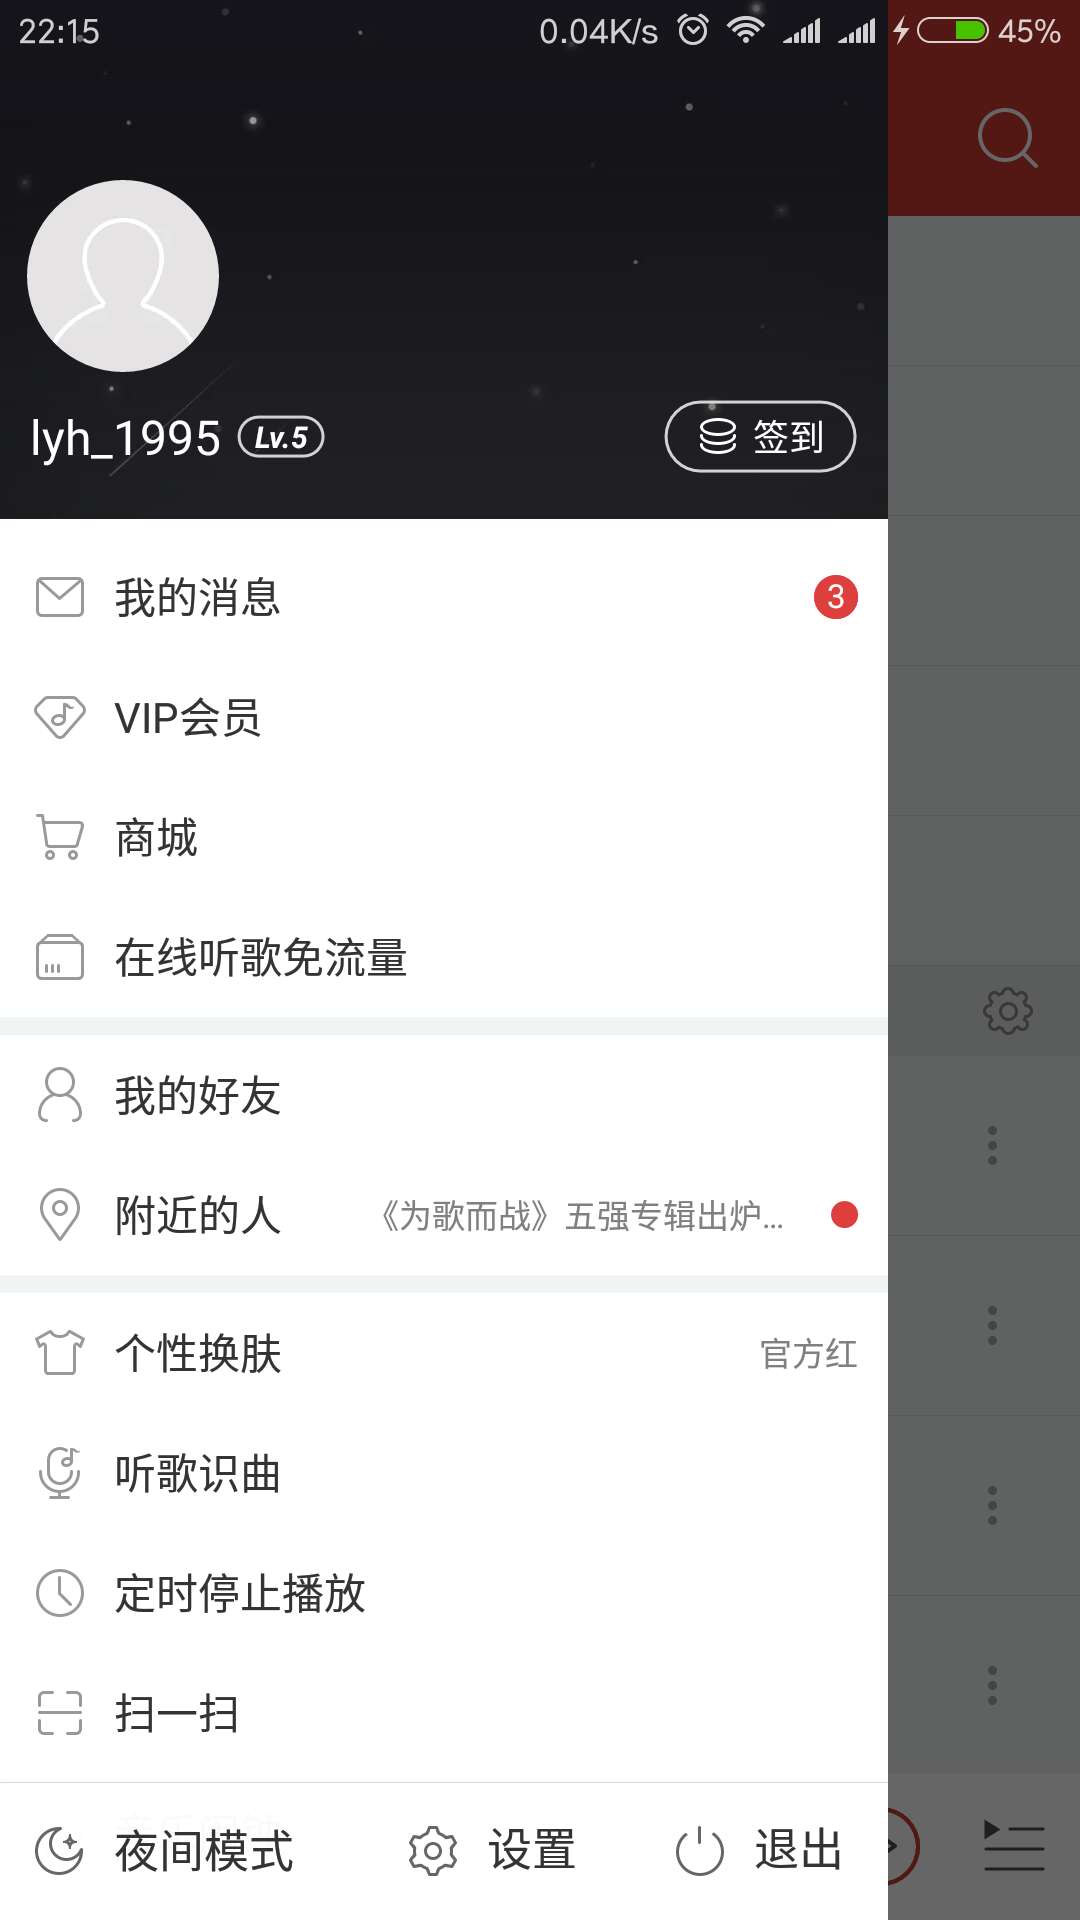 22:15 0.04K/s 45%
lyh_1995 Lv.5 签到
我的消息 3
VIP会员
商城
在线听歌免流量
我的好友
附近的人 《为歌而战》五强专辑出炉...
个性换肤 官方红
听歌识曲
定时停止播放
扫一扫
夜间模式 设置 退出